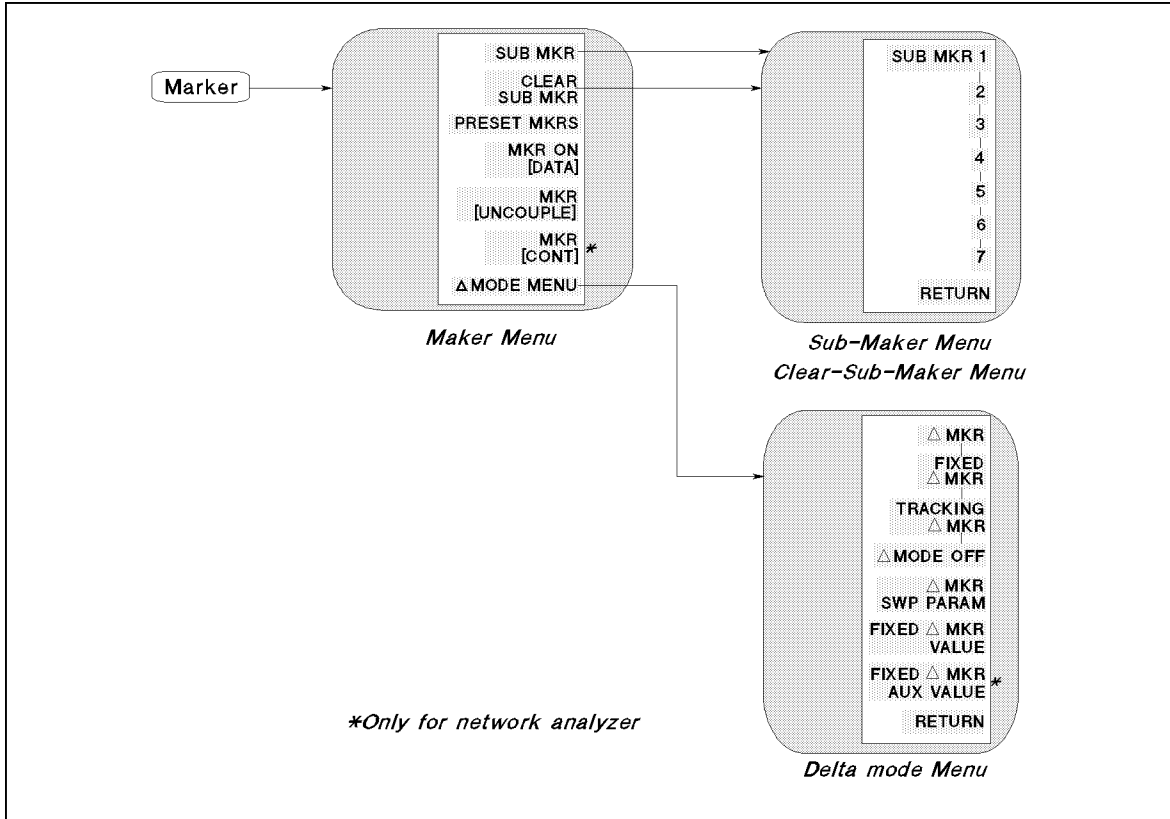 Marker
SUB MKR
CLEAR
SUB MKR
PRESET MKRS
MKR ON
[DATA]
MKR
[UNCOUPLE]
MKR
[CONT] *
Δ MODE MENU
Maker Menu
SUB MKR 1
2
3
4
5
6
7
RETURN
Sub-Maker Menu
Clear-Sub-Maker Menu
△ MKR
FIXED
△ MKR
TRACKING
△ MKR
△ MODE OFF
△ MKR
SWP PARAM
FIXED △ MKR
VALUE
FIXED △ MKR
AUX VALUE *
RETURN
Delta mode Menu
*Only for network analyzer